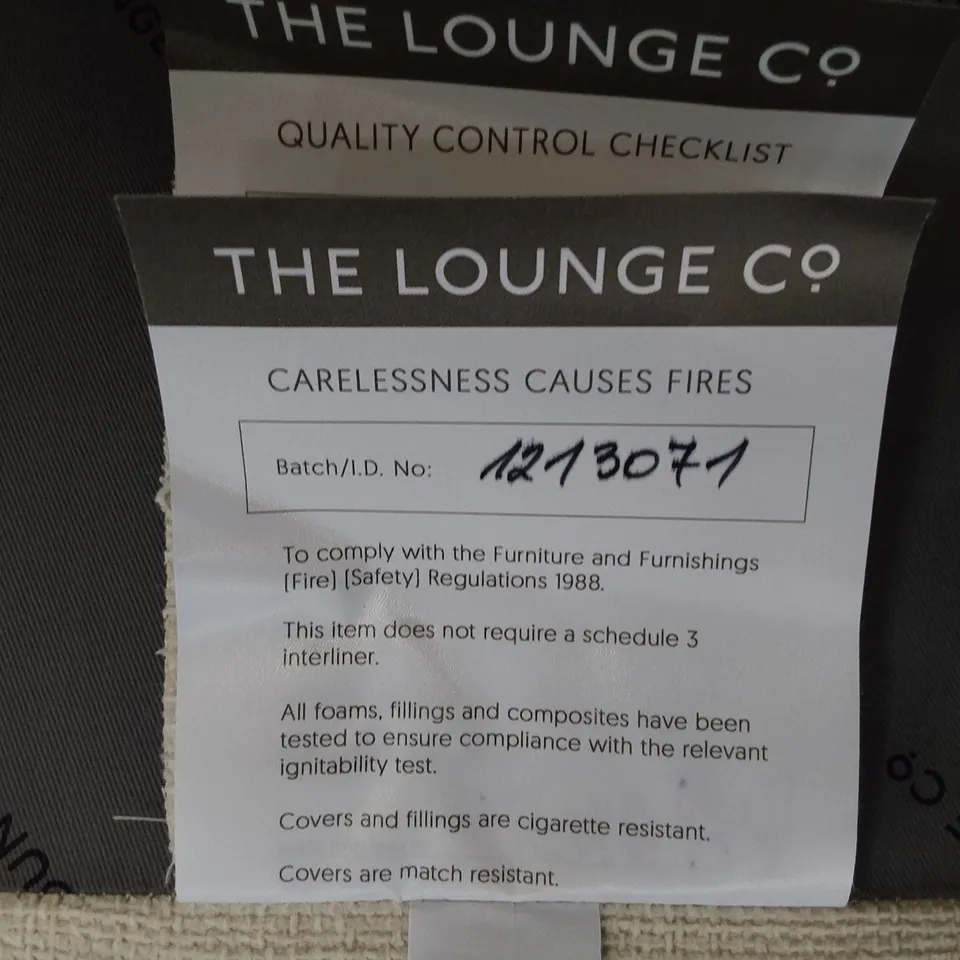 THE LOUNGE Co
QUALITY CONTROL CHECKLIST
THE LOUNGE Co
CARELESSNESS CAUSES FIRES
Batch/I.D. No: 1213071
To comply with the Furniture and Furnishings
(Fire) (Safety) Regulations 1988.
This item does not require a schedule 3
interliner.
All foams, fillings and composites have been
tested to ensure compliance with the relevant
ignitability test.
Covers and fillings are cigarette resistant.
Covers are match resistant.
Co